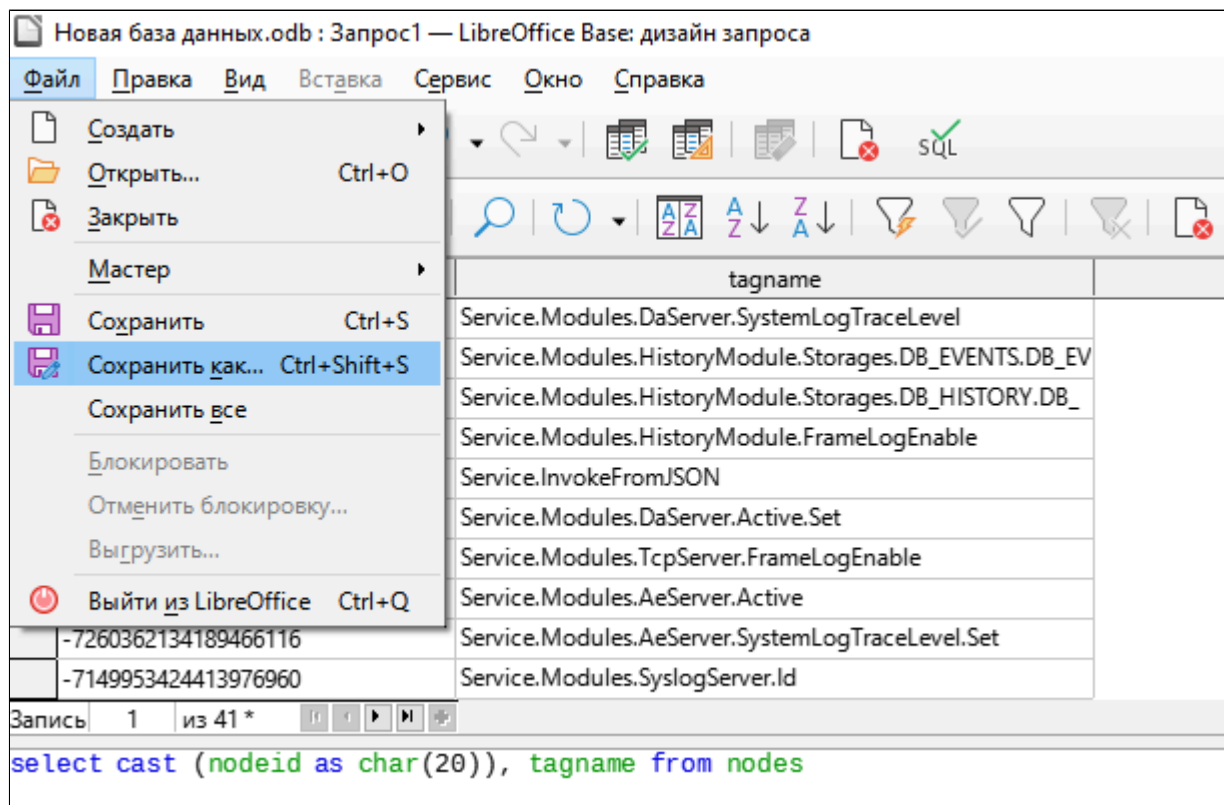 Новая база данных.odb : Запрос1 — LibreOffice Base: дизайн запроса
Файл Правка Вид Вставка Сервис Окно Справка
Создать
Открыть... Ctrl+O
Закрыть
Мастер
Сохранить Ctrl+S
Сохранить как... Ctrl+Shift+S
Сохранить все
Блокировать
Отменить блокировку...
Выгрузить...
Выйти из LibreOffice Ctrl+Q
SQL
tagname
Service.Modules.DaServer.SystemLogTraceLevel
Service.Modules.HistoryModule.Storages.DB_EVENTS.DB_EV
Service.Modules.HistoryModule.Storages.DB_HISTORY.DB_
Service.Modules.HistoryModule.FrameLogEnable
Service.InvokeFromJSON
Service.Modules.DaServer.Active.Set
Service.Modules.TcpServer.FrameLogEnable
Service.Modules.AeServer.Active
-7260362134189466116 Service.Modules.AeServer.SystemLogTraceLevel.Set
-7149953424413976960 Service.Modules.SyslogServer.Id
Запись 1 из 41 *
select cast (nodeid as char(20)), tagname from nodes